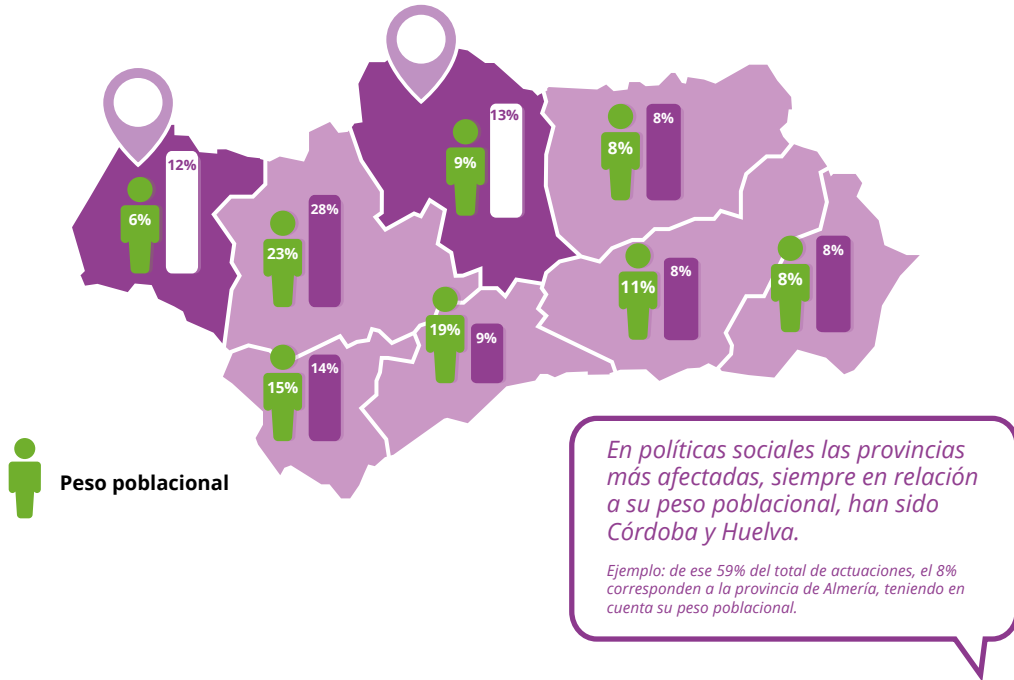 13%
8%
9%
8%
12%
6%
28%
23%
8%
8%
11%
8%
19%
9%
14%
15%
Peso poblacional
En políticas sociales las provincias
más afectadas, siempre en relación
a su peso poblacional, han sido
Córdoba y Huelva.
Ejemplo: de ese 59% del total de actuaciones, el 8%
corresponden a la provincia de Almería, teniendo en
cuenta su peso poblacional.